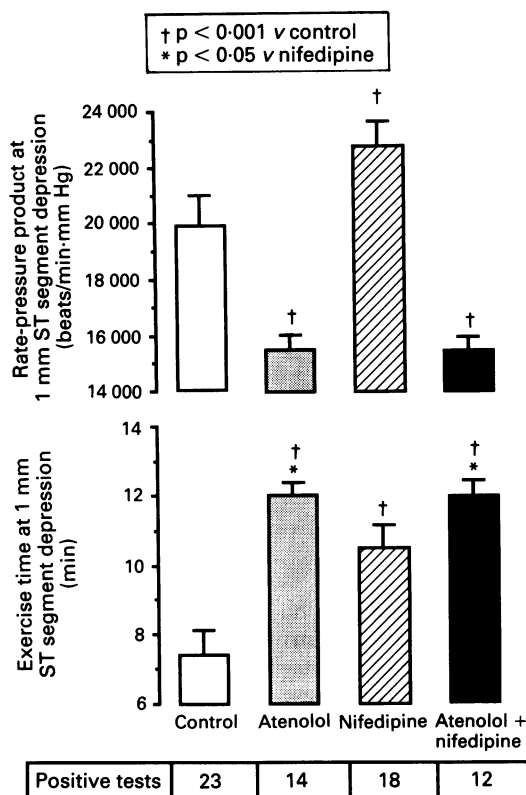 † p < 0·001 v control
* p < 0·05 v nifedipine
Rate-pressure product at
1 mm ST segment depression
(beats/min·mm Hg)
24 000
22 000
20 000
18 000
16 000
14 000
†
†
†
Exercise time at 1 mm
ST segment depression
(min)
14
12
10
8
6
†
*
†
†
*
Control Atenolol Nifedipine Atenolol +
nifedipine
Positive tests 23 14 18 12